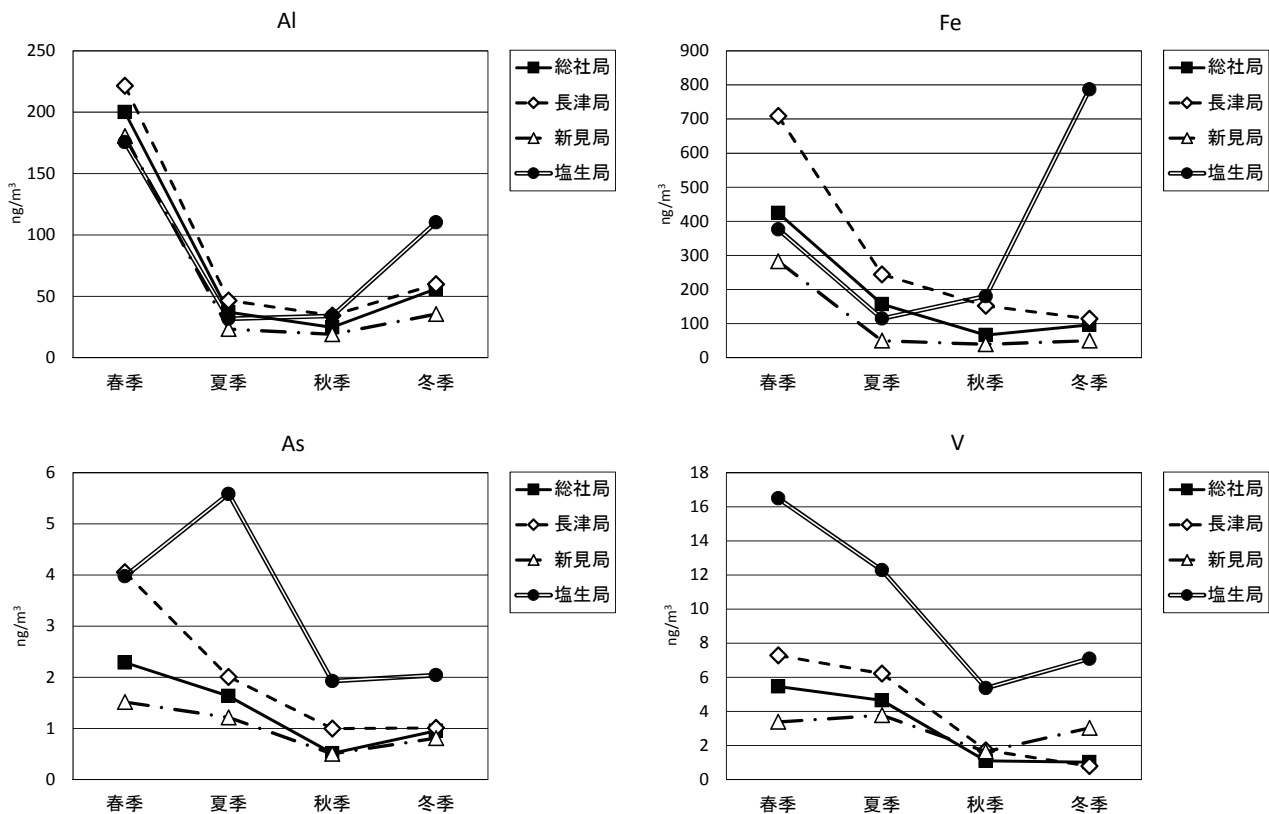 Al
250
200
150
100
50
0
ng/m³
春季 夏季 秋季 冬季
総社局
長津局
新見局
塩生局
Fe
900
800
700
600
500
400
300
200
100
0
ng/m³
春季 夏季 秋季 冬季
総社局
長津局
新見局
塩生局
As
6
5
4
3
2
1
0
ng/m³
春季 夏季 秋季 冬季
総社局
長津局
新見局
塩生局
V
18
16
14
12
10
8
6
4
2
0
ng/m³
春季 夏季 秋季 冬季
総社局
長津局
新見局
塩生局